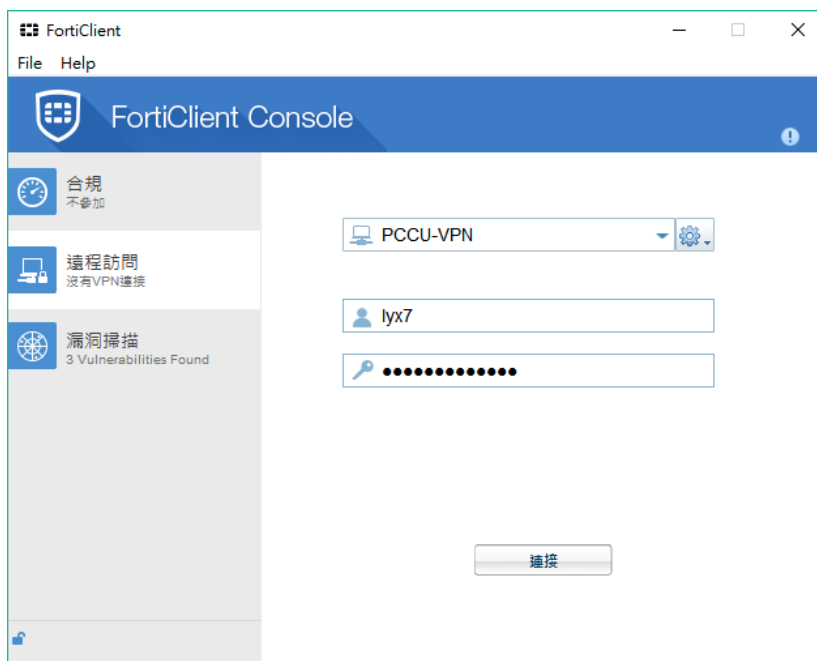 FortiClient
File Help
FortiClient Console
合規
不參加
遠程訪問
沒有VPN連接
漏洞掃描
3 Vulnerabilities Found
PCCU-VPN
lyx7
•••••••••••••
連接